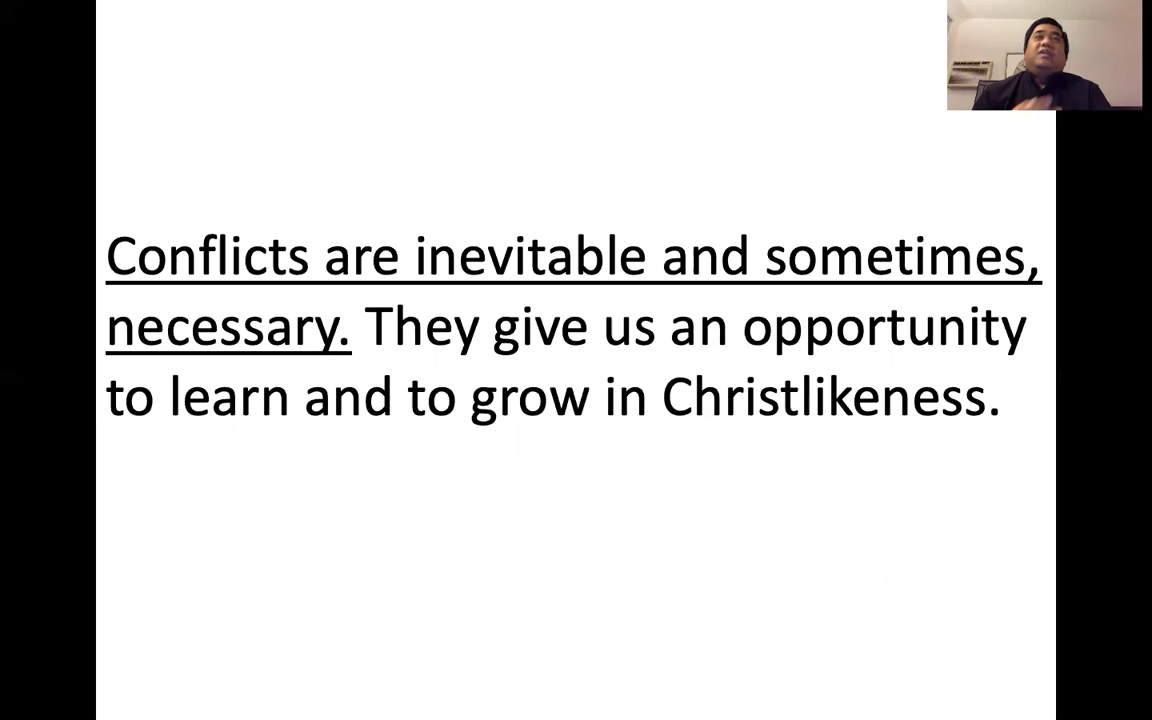 Conflicts are inevitable and sometimes,
necessary. They give us an opportunity
to learn and to grow in Christlikeness.